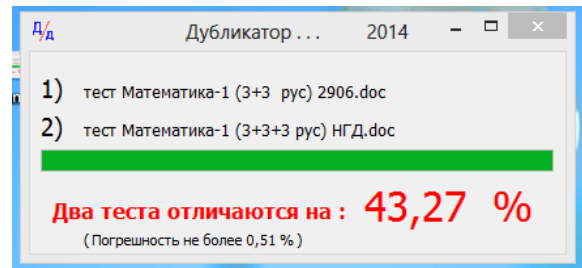 Д/д Дубликатор . . . 2014
1) тест Математика-1 (3+3 рус) 2906.doc
2) тест Математика-1 (3+3+3 рус) НГД.doc
Два теста отличаются на : 43,27 %
( Погрешность не более 0,51 % )